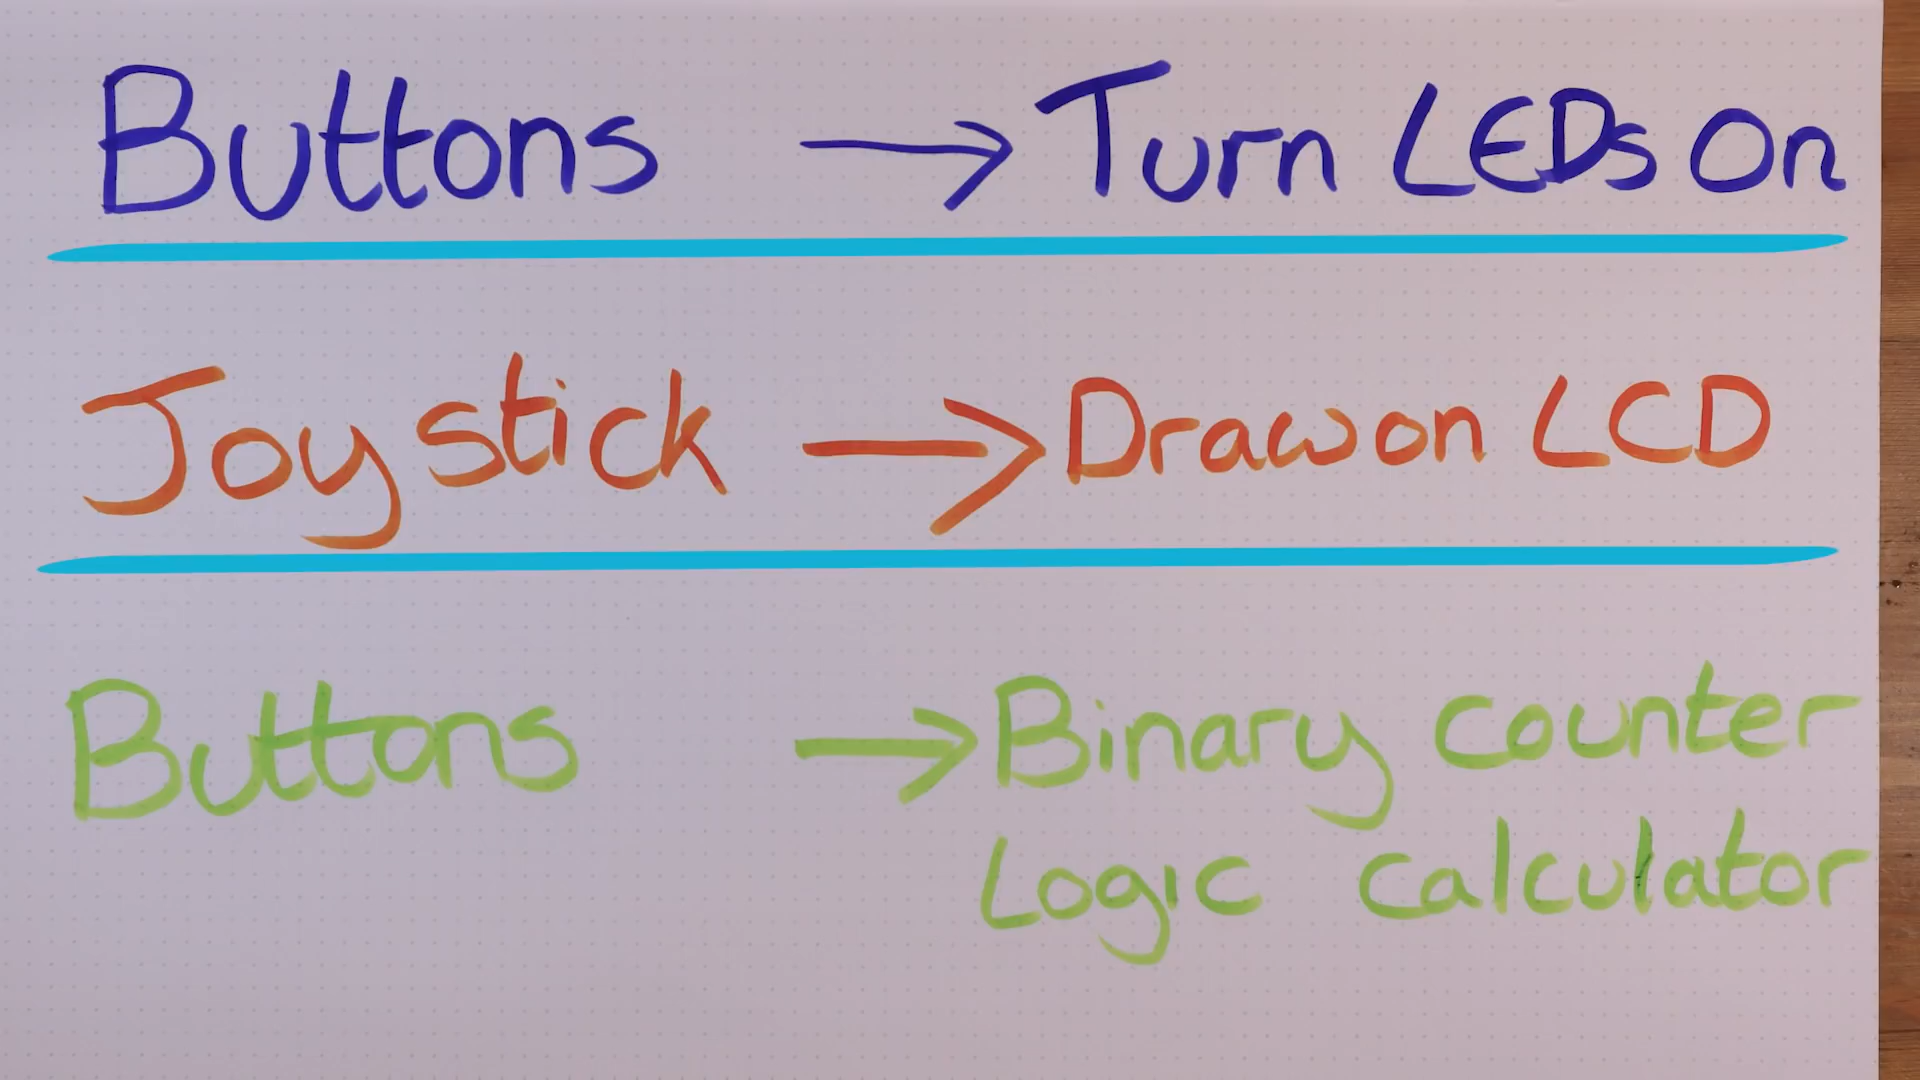 Buttons → Turn LEDs On
Joystick → Draw on LCD
Buttons → Binary counter
Logic calculator